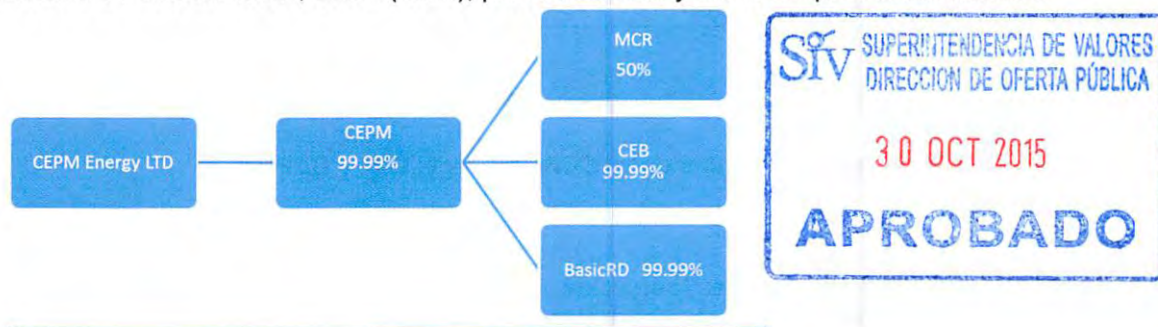 MCR
50%
CEPM Energy LTD
CEPM
99.99%
CEB
99.99%
BasicRD 99.99%
SIV SUPERINTENDENCIA DE VALORES
DIRECCION DE OFERTA PÚBLICA
30 OCT 2015
APROBADO